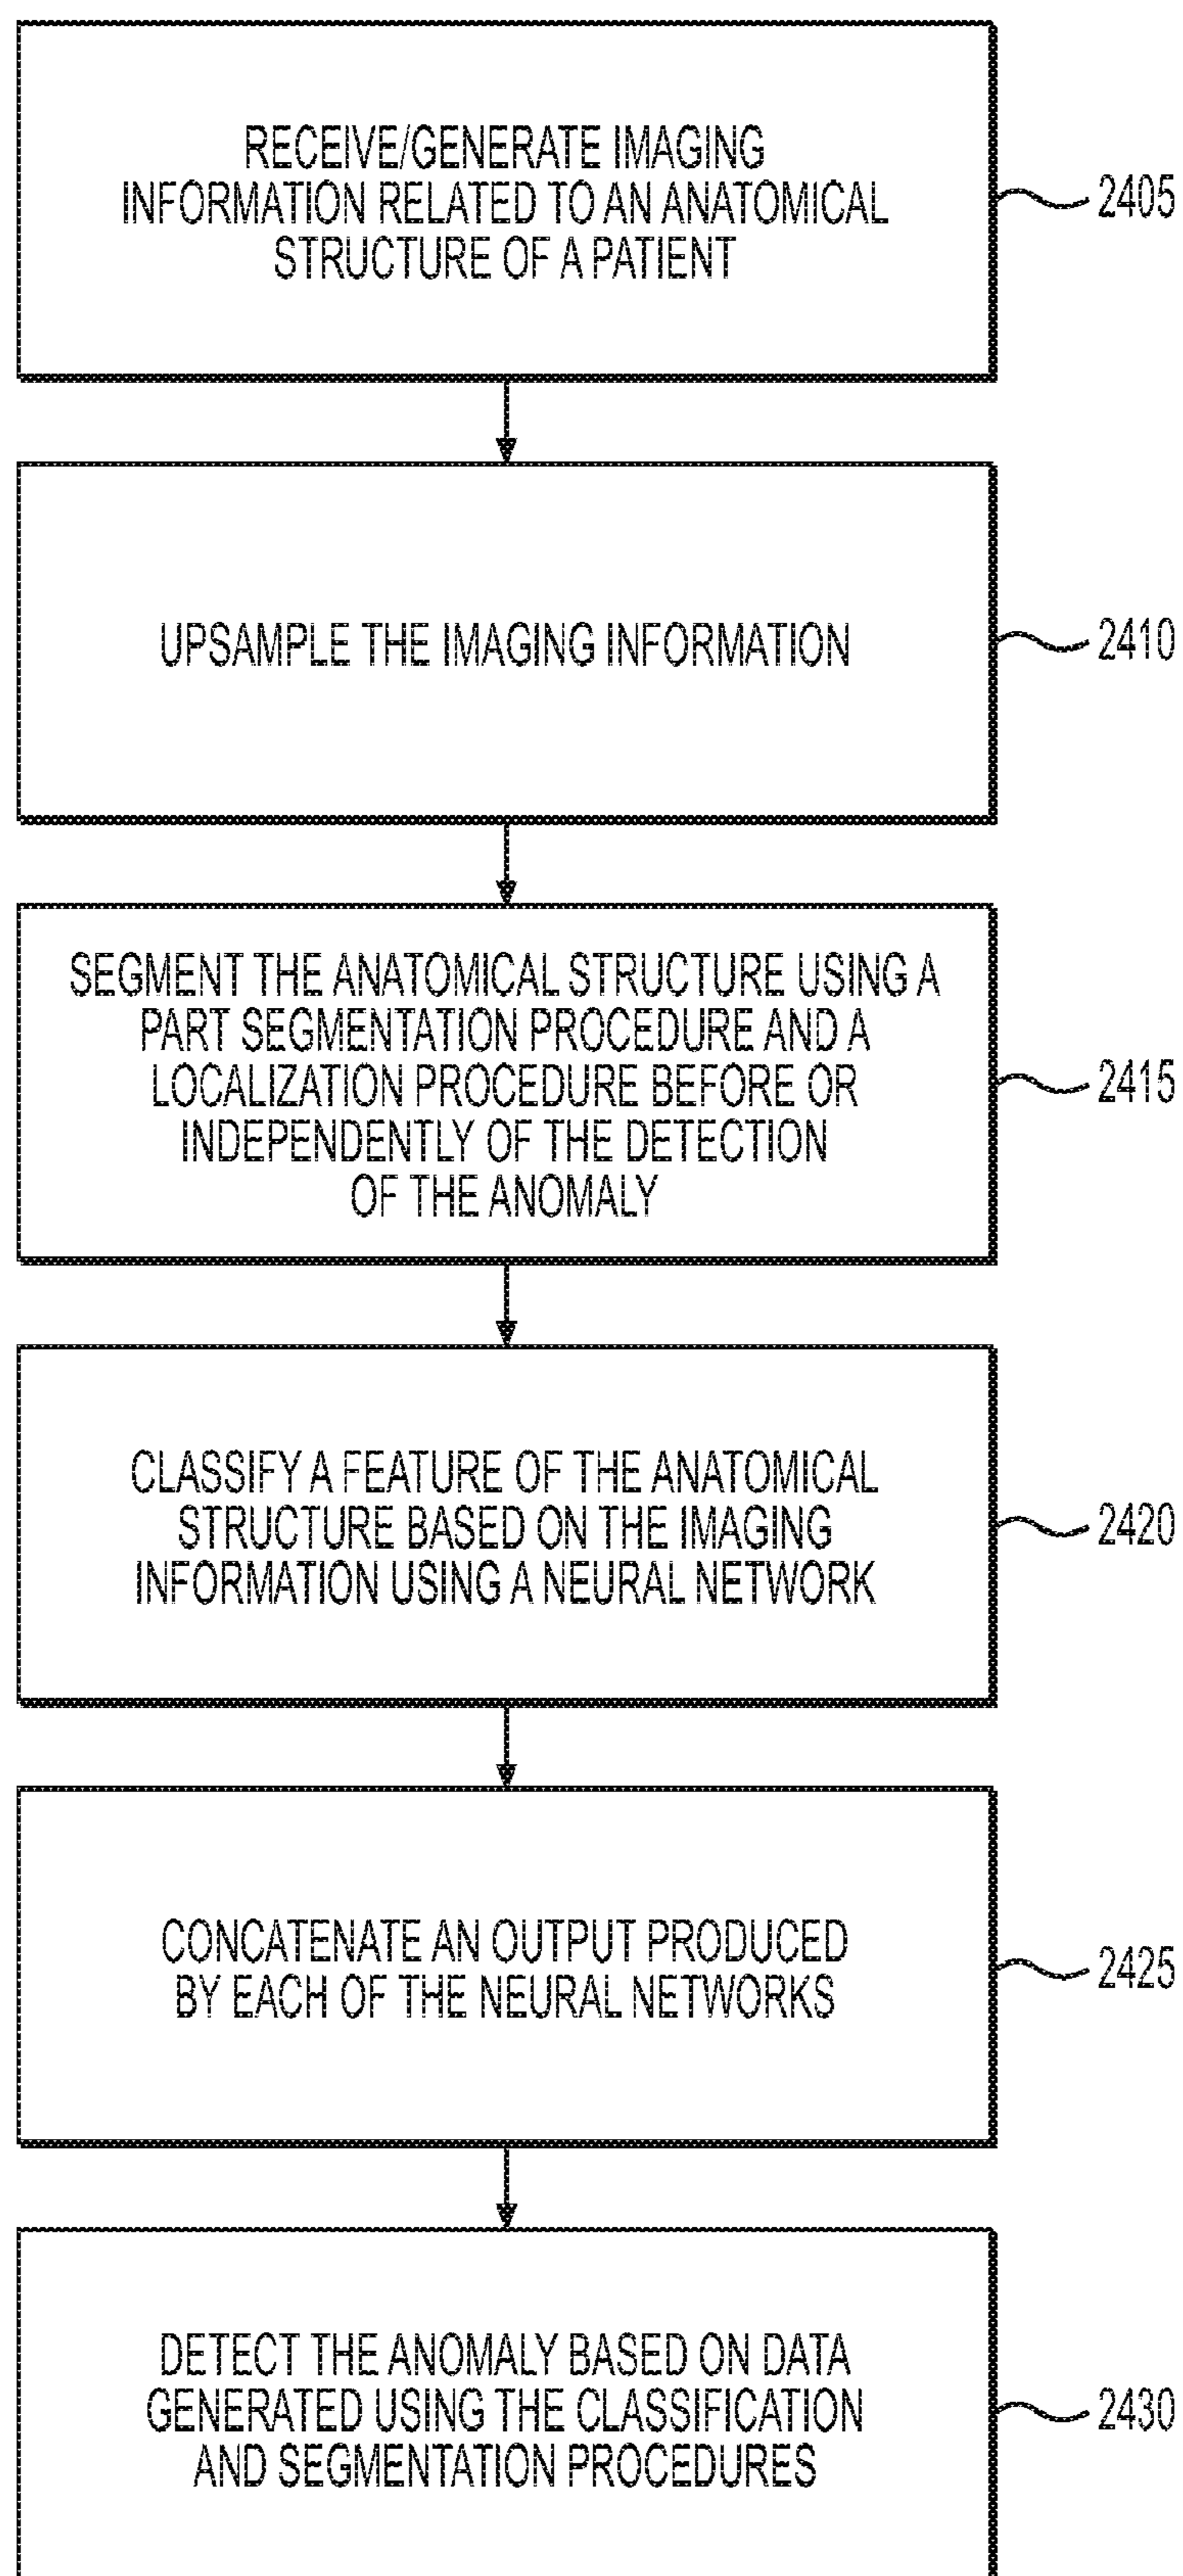 RECEIVE/GENERATE IMAGING
INFORMATION RELATED TO AN ANATOMICAL
STRUCTURE OF A PATIENT
2405
UPSAMPLE THE IMAGING INFORMATION
2410
SEGMENT THE ANATOMICAL STRUCTURE USING A
PART SEGMENTATION PROCEDURE AND A
LOCALIZATION PROCEDURE BEFORE OR
INDEPENDENTLY OF THE DETECTION
OF THE ANOMALY
2415
CLASSIFY A FEATURE OF THE ANATOMICAL
STRUCTURE BASED ON THE IMAGING
INFORMATION USING A NEURAL NETWORK
2420
CONCATENATE AN OUTPUT PRODUCED
BY EACH OF THE NEURAL NETWORKS
2425
DETECT THE ANOMALY BASED ON DATA
GENERATED USING THE CLASSIFICATION
AND SEGMENTATION PROCEDURES
2430